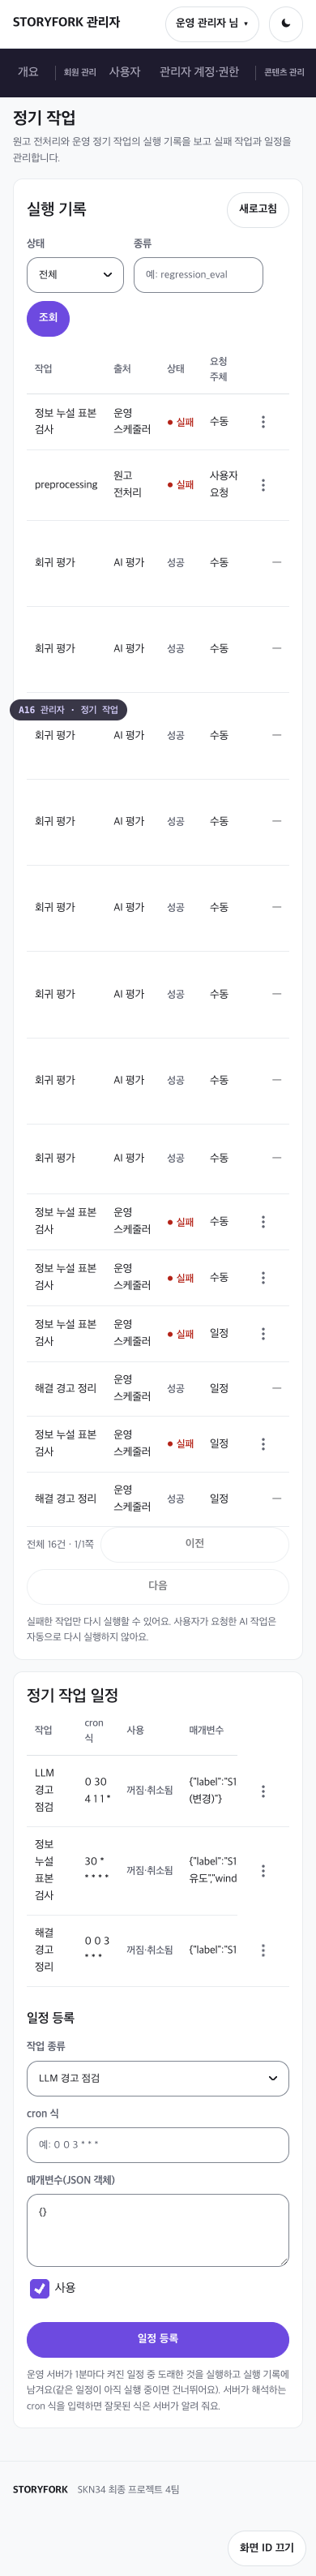 STORYFORK 관리자
운영 관리자 님 ▾
개요 회원 관리 사용자 관리자 계정·권한 콘텐츠 관리
정기 작업
원고 전처리와 운영 정기 작업의 실행 기록을 보고 실패 작업과 일정을
관리합니다.
실행 기록
새로고침
상태 종류
전체 예: regression_eval
조회
작업 출처 상태 요청
주체
정보 누설 표본
검사 운영
스케줄러 실패 수동
preprocessing 원고
전처리 실패 사용자
요청
회귀 평가 AI 평가 성공 수동 —
회귀 평가 AI 평가 성공 수동 —
A16 관리자 · 정기 작업
회귀 평가 AI 평가 성공 수동 —
회귀 평가 AI 평가 성공 수동 —
회귀 평가 AI 평가 성공 수동 —
회귀 평가 AI 평가 성공 수동 —
회귀 평가 AI 평가 성공 수동 —
회귀 평가 AI 평가 성공 수동 —
정보 누설 표본
검사 운영
스케줄러 실패 수동
정보 누설 표본
검사 운영
스케줄러 실패 수동
정보 누설 표본
검사 운영
스케줄러 실패 일정
해결 경고 정리 운영
스케줄러 성공 일정 —
정보 누설 표본
검사 운영
스케줄러 실패 일정
해결 경고 정리 운영
스케줄러 성공 일정 —
전체 16건 · 1/1쪽 이전
다음
실패한 작업만 다시 실행할 수 있어요. 사용자가 요청한 AI 작업은
자동으로 다시 실행하지 않아요.
정기 작업 일정
작업 cron
식 사용 매개변수
LLM
경고
점검 0 30
4 1 1 * 꺼짐·취소됨 {"label":"S1
(변경)"}
정보
누설
표본
검사 30 *
* * * * 꺼짐·취소됨 {"label":"S1
유도","wind
해결
경고
정리 0 0 3
* * * 꺼짐·취소됨 {"label":"S1
일정 등록
작업 종류
LLM 경고 점검
cron 식
예: 0 0 3 * * *
매개변수(JSON 객체)
{}
사용
일정 등록
운영 서버가 1분마다 켜진 일정 중 도래한 것을 실행하고 실행 기록에
남겨요(같은 일정이 아직 실행 중이면 건너뛰어요). 서버가 해석하는
cron 식을 입력하면 잘못된 식은 서버가 알려 줘요.
STORYFORK SKN34 최종 프로젝트 4팀
화면 ID 끄기